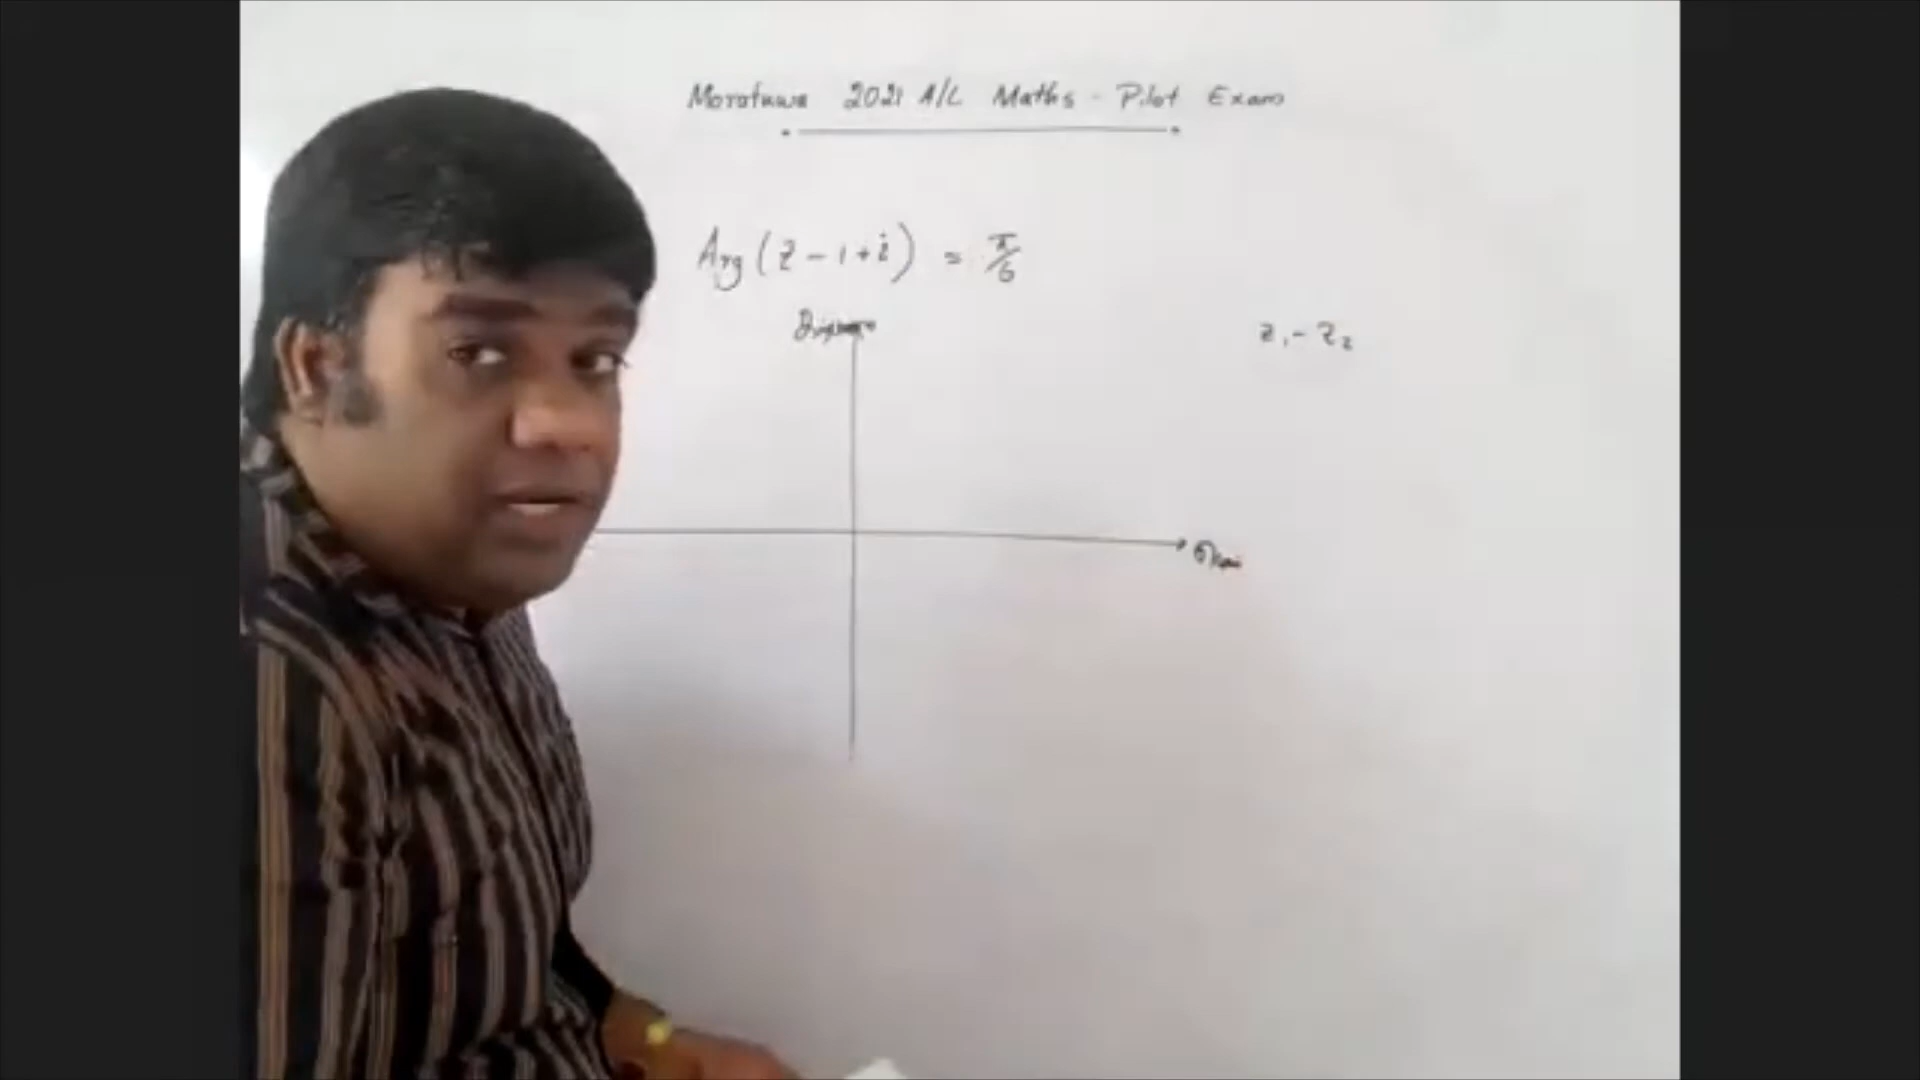 Moratuwa 2021 A/L Maths - Pilot Exam
Arg (z - 1 + i) = π/6
z₁ - z₂